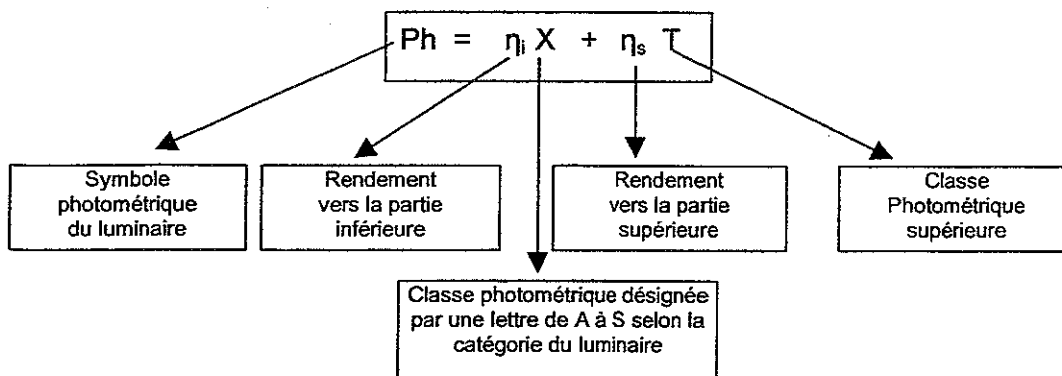 Ph = ηi X + ηs T
Symbole
photométrique
du luminaire
Rendement
vers la partie
inférieure
Rendement
vers la partie
supérieure
Classe
Photométrique
supérieure
Classe photométrique désignée
par une lettre de A à S selon la
catégorie du luminaire